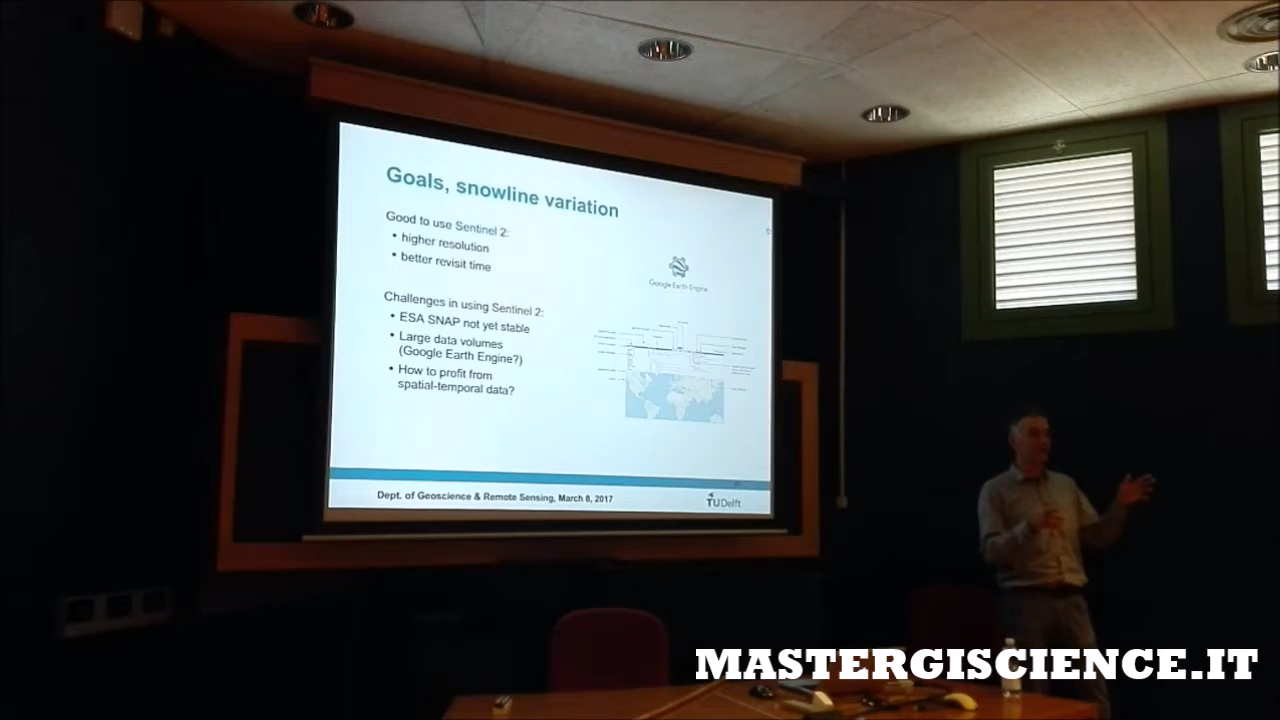 Goals, snowline variation
Good to use Sentinel 2:
• higher resolution
• better revisit time
Google Earth Engine
Challenges in using Sentinel 2:
• ESA SNAP not yet stable
• Large data volumes
(Google Earth Engine?)
• How to profit from
spatial-temporal data?
Dept. of Geoscience & Remote Sensing, March 8, 2017
TUDelft
MASTERGISCIENCE.IT